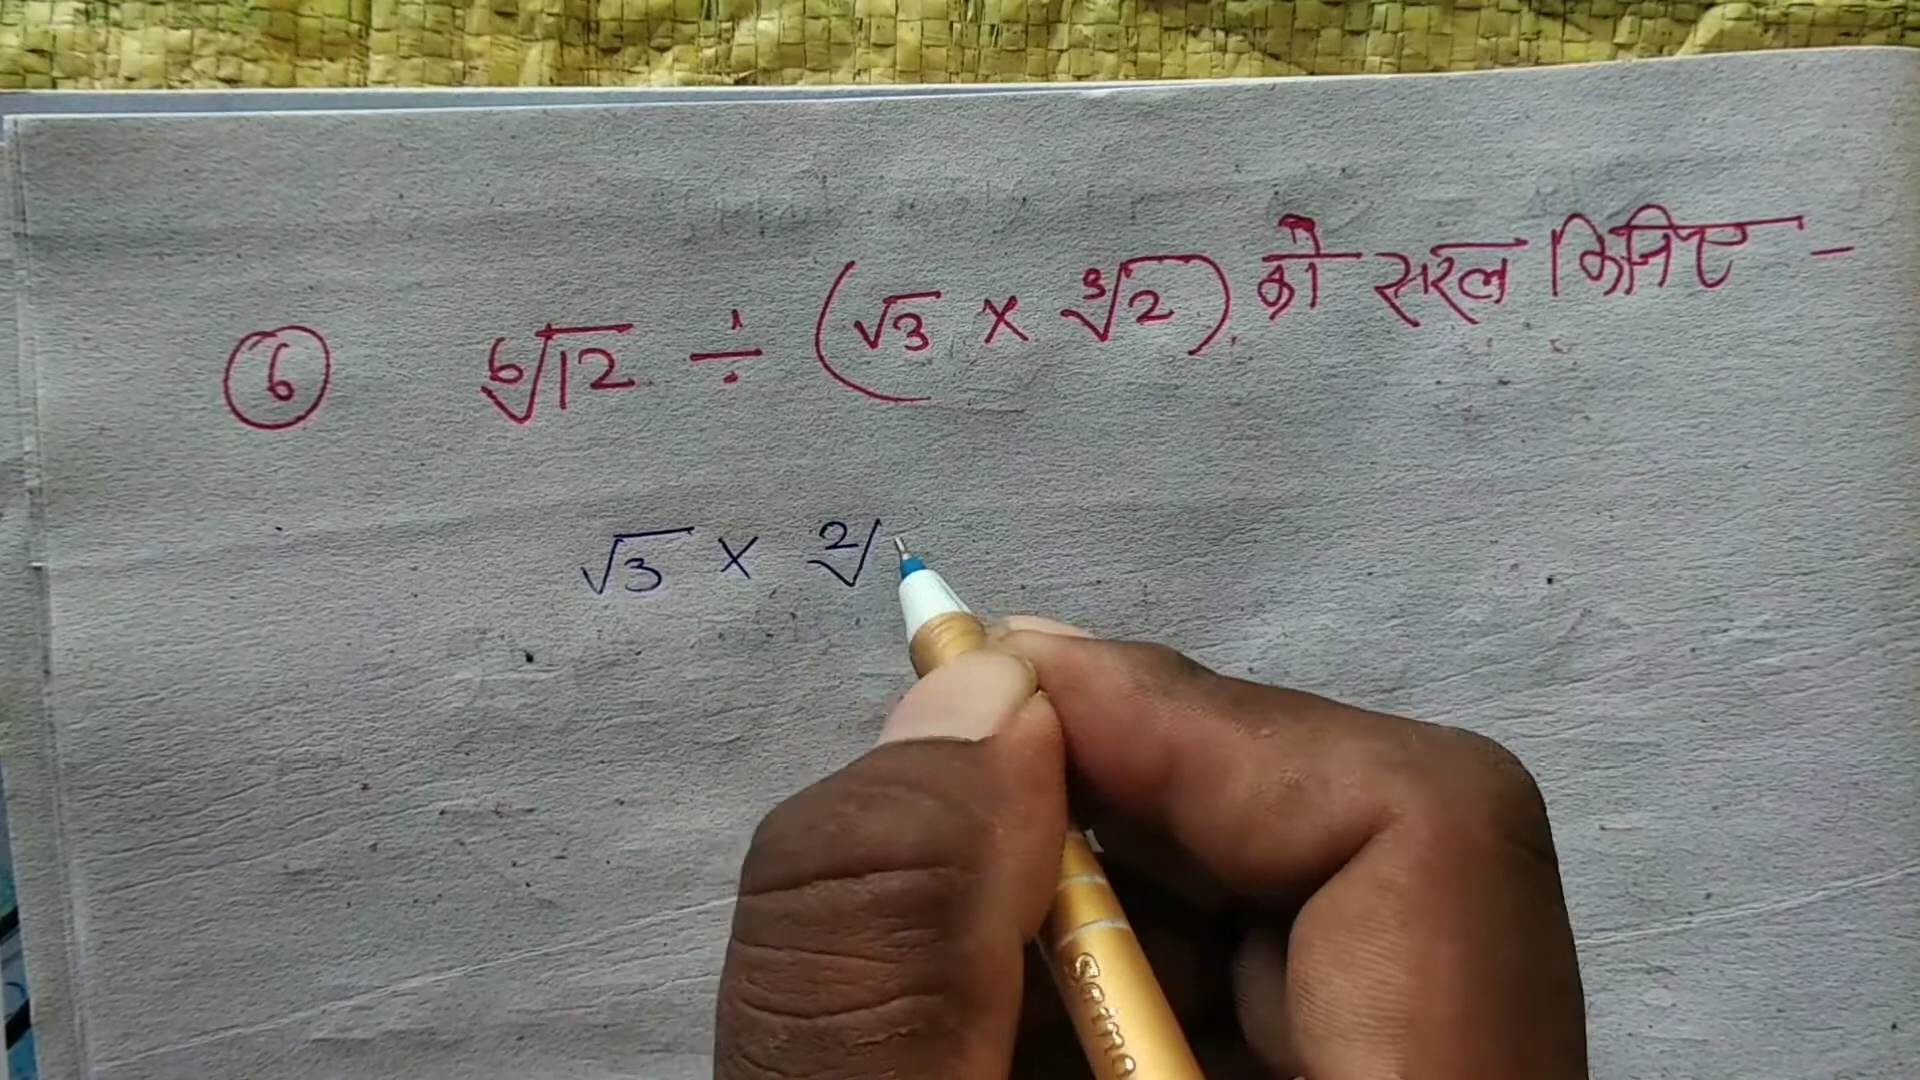 ⑥ ⁶√12 ÷ (√3 × ³√2) को सरल किजिए -
√3 × ²√